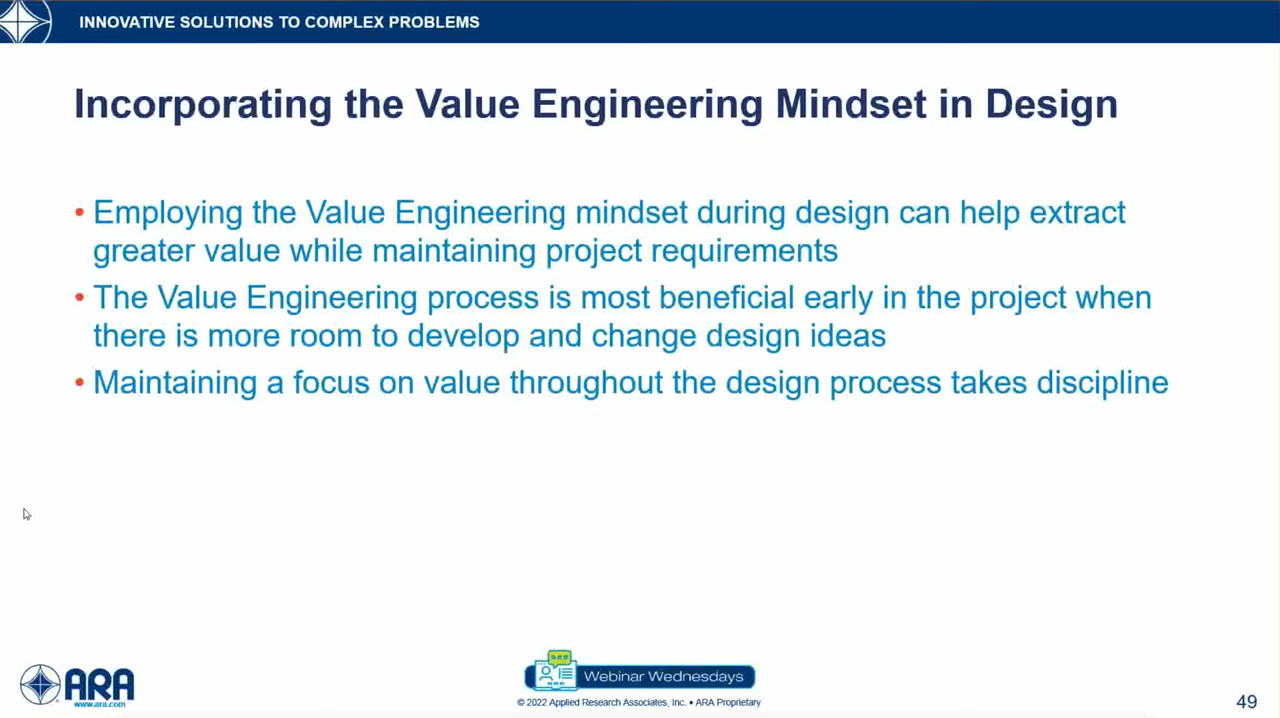 INNOVATIVE SOLUTIONS TO COMPLEX PROBLEMS
Incorporating the Value Engineering Mindset in Design
• Employing the Value Engineering mindset during design can help extract
greater value while maintaining project requirements
• The Value Engineering process is most beneficial early in the project when
there is more room to develop and change design ideas
• Maintaining a focus on value throughout the design process takes discipline
ARA
www.ara.com
Webinar Wednesdays
© 2022 Applied Research Associates, Inc. • ARA Proprietary
49